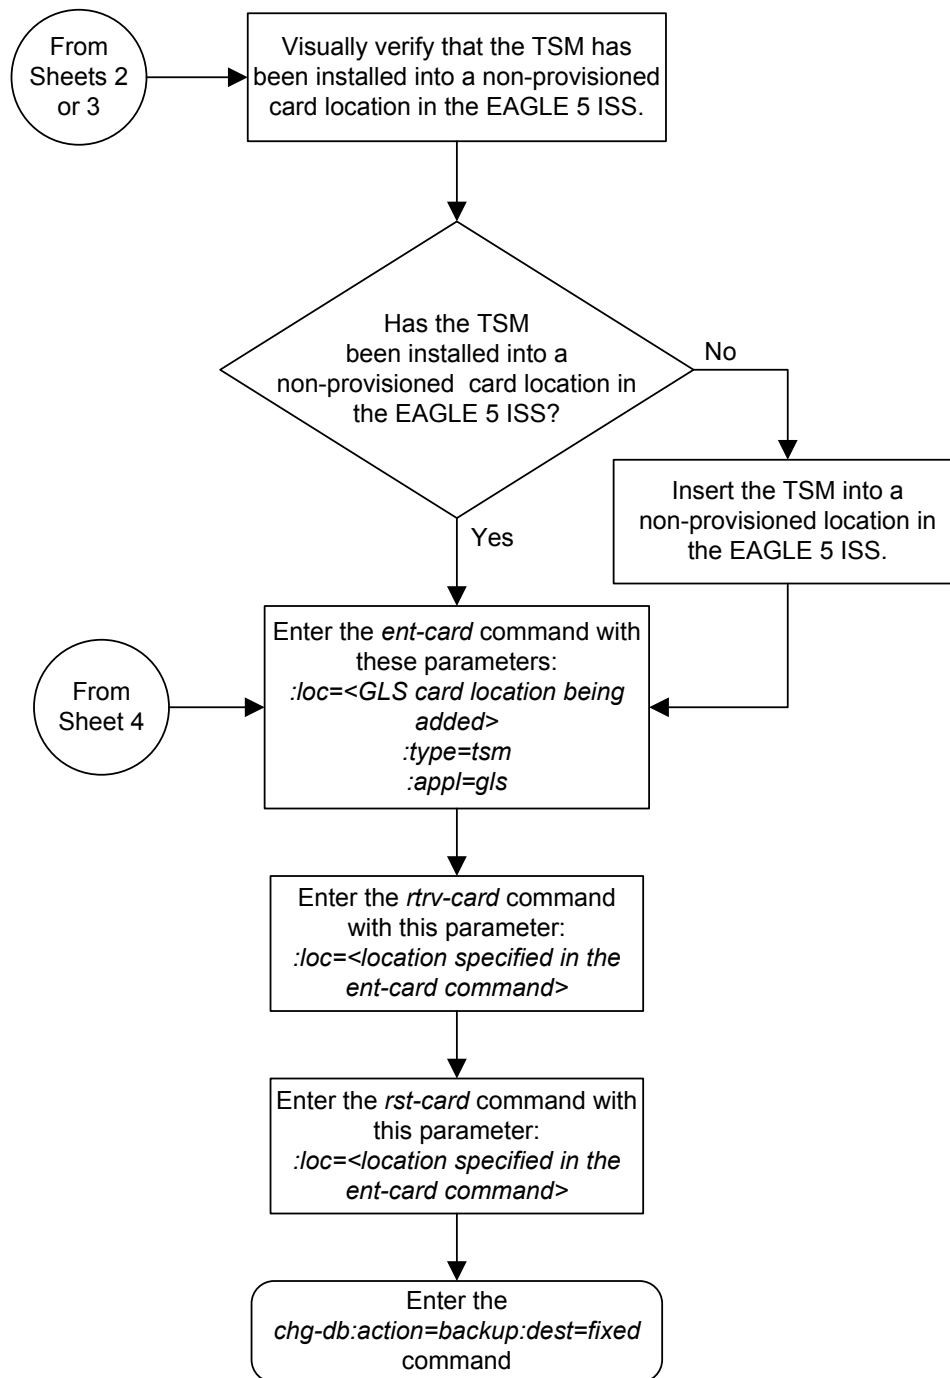 From
Sheets 2
or 3
Visually verify that the TSM has
been installed into a non-provisioned
card location in the EAGLE 5 ISS.
Has the TSM
been installed into a
non-provisioned card location in
the EAGLE 5 ISS?
No
Yes
Insert the TSM into a
non-provisioned location in
the EAGLE 5 ISS.
From
Sheet 4
Enter the ent-card command with
these parameters:
:loc=<GLS card location being
added>
:type=tsm
:appl=gls
Enter the rtrv-card command
with this parameter:
:loc=<location specified in the
ent-card command>
Enter the rst-card command with
this parameter:
:loc=<location specified in the
ent-card command>
Enter the
chg-db:action=backup:dest=fixed
command